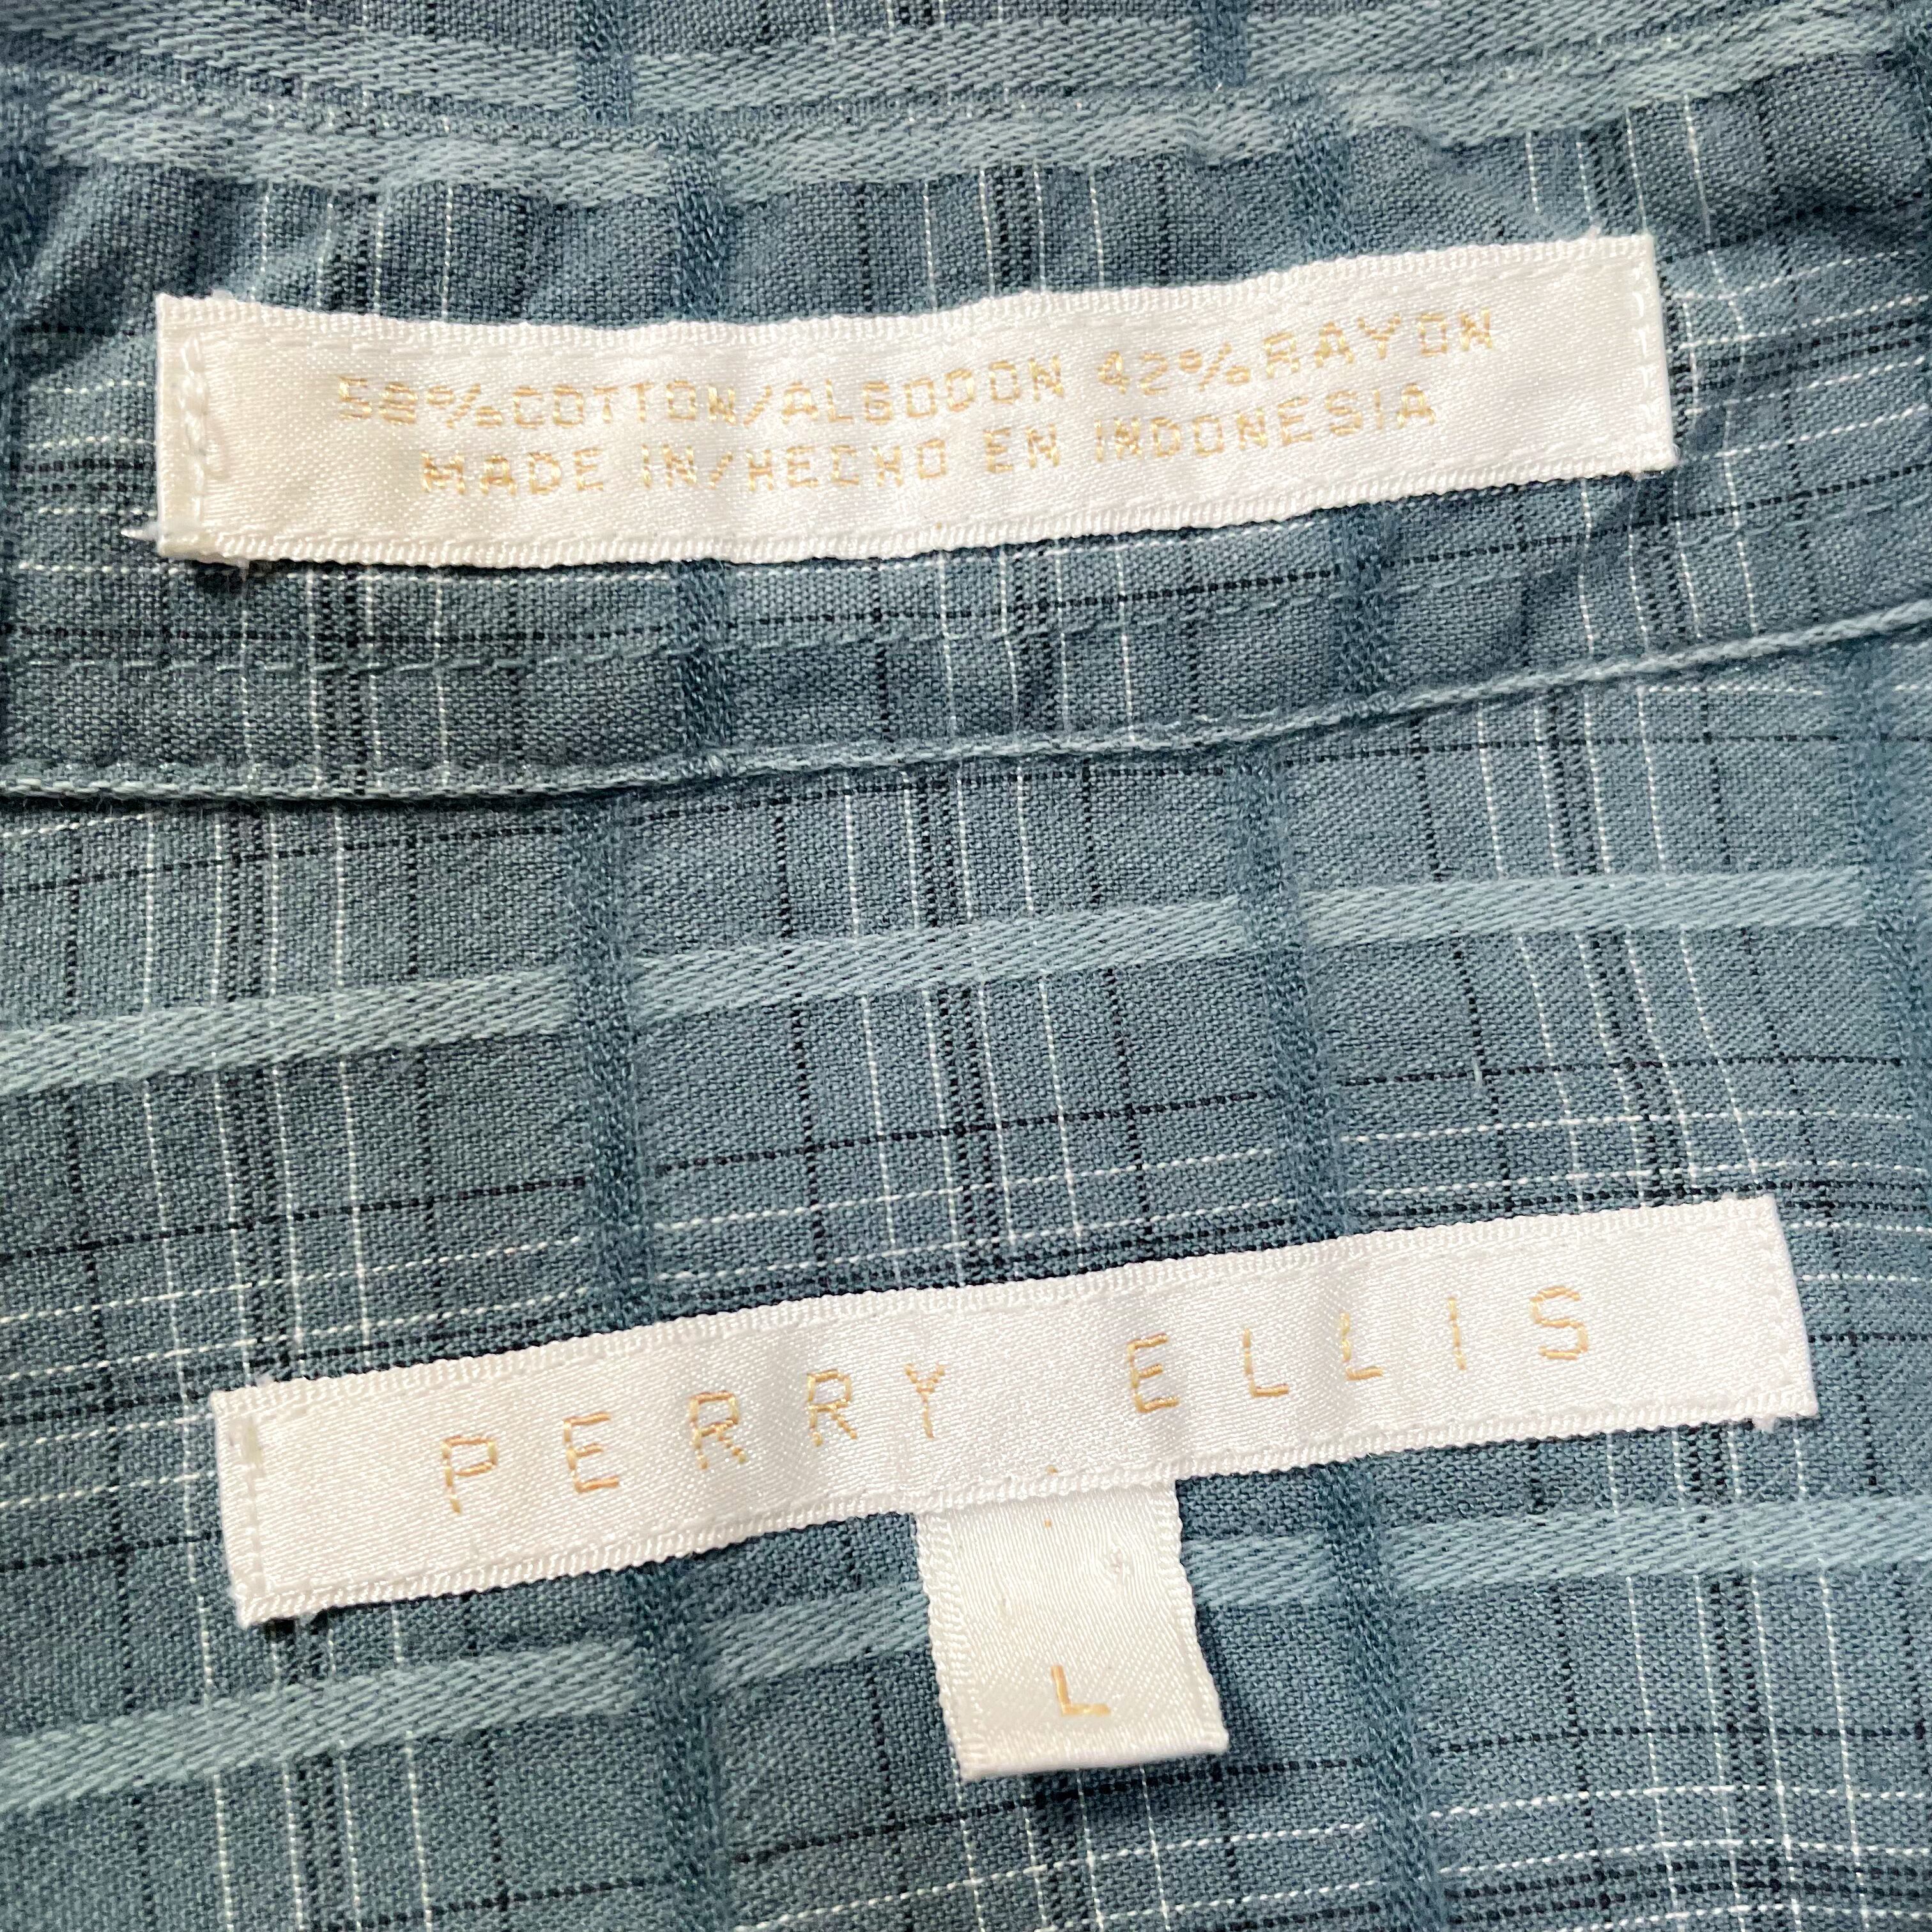 58% COTTON/ALGODON 42% RAYON
MADE IN/HECHO EN INDONESIA
PERRY ELLIS
L